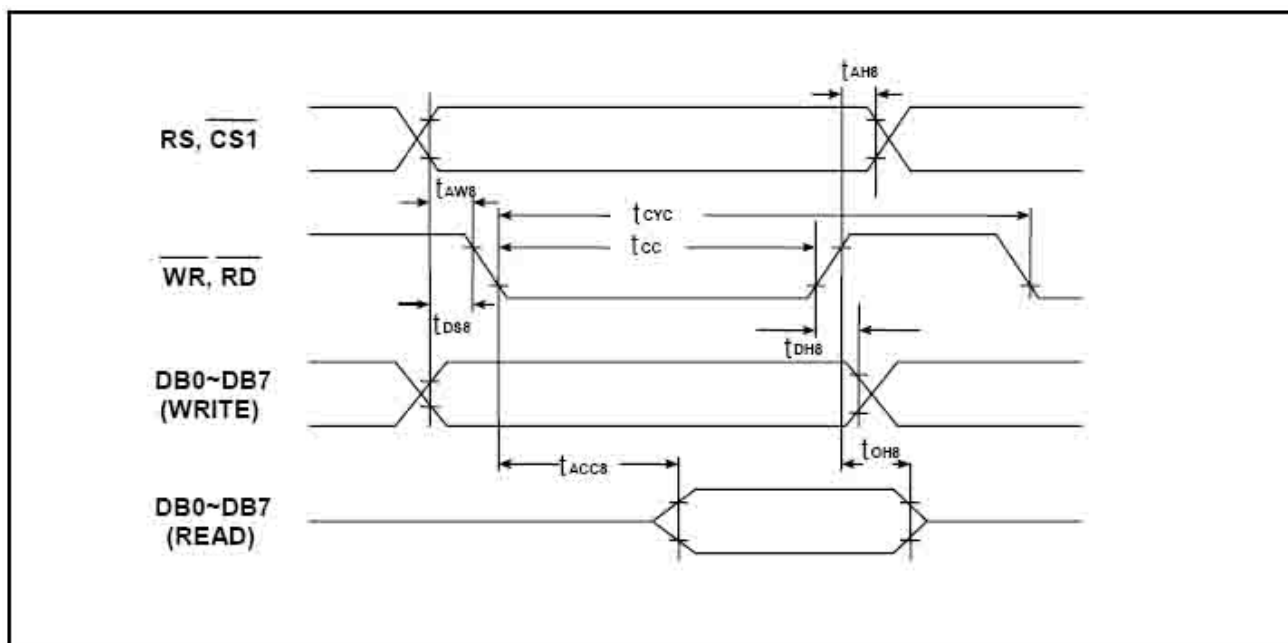 tAH8
RS, CS1
tAW8
tCYC
tCC
WR, RD
tDS8
tDH8
DB0~DB7
(WRITE)
tACC8
tOH8
DB0~DB7
(READ)